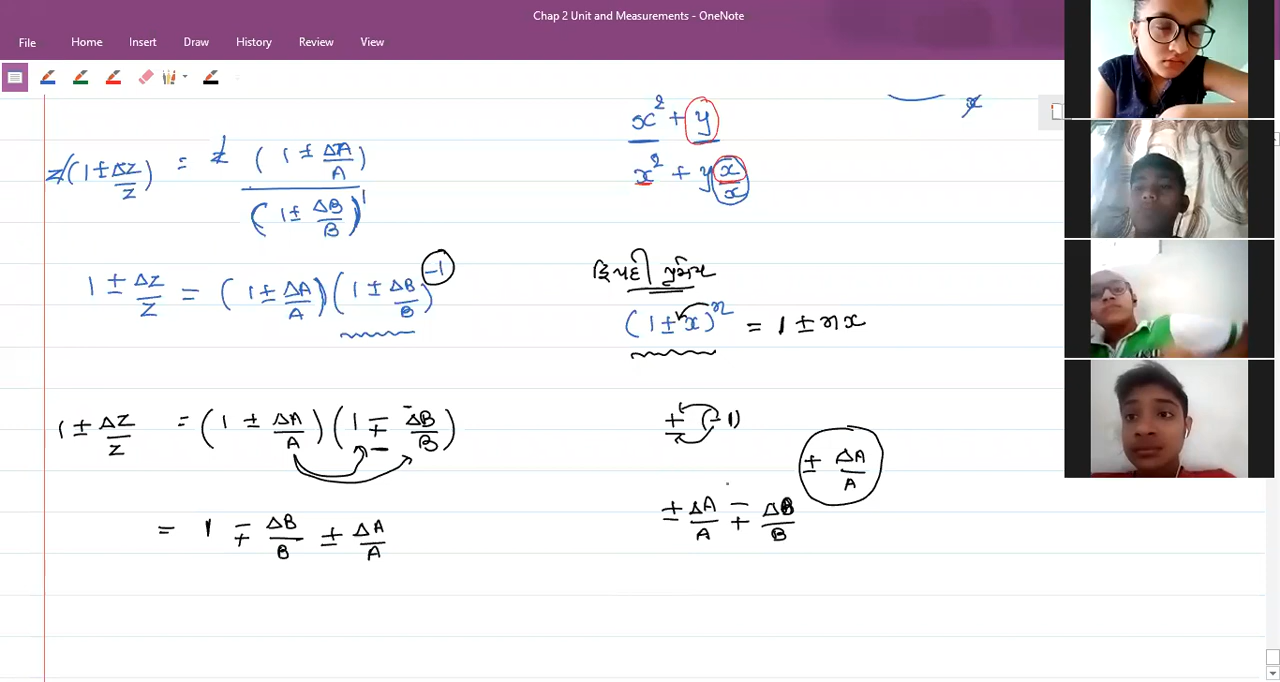 Chap 2 Unit and Measurements - OneNote
File Home Insert Draw History Review View
x² + y
x² + y x/x
x
z(1 ± ΔZ/Z) = z (1 ± ΔA/A) / (1 ± ΔB/B)¹
1 ± ΔZ/Z = (1 ± ΔA/A)(1 ± ΔB/B)⁻¹
દ્વિપદી
(1 ± x)ⁿ = 1 ± nx
1 ± ΔZ/Z = (1 ± ΔA/A)(1 ∓ ΔB/B)
± (-1)
± ΔA/A
± ΔA/A ∓ ΔB/B
= 1 ∓ ΔB/B ± ΔA/A